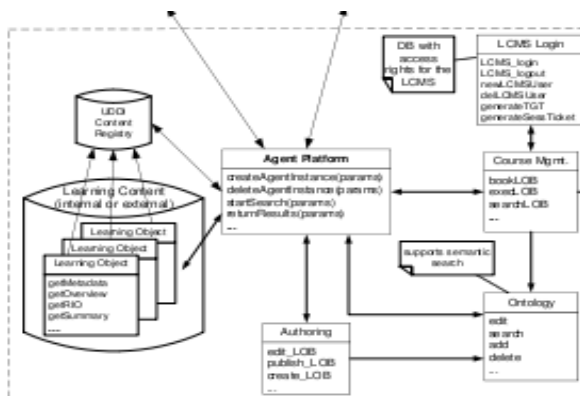 DB with
access
rights for the
LCMS
LCMS Login
LCMS_login
LCMS_logout
newLCMSUser
delLCMSUser
generateTGT
generateSessTicket
UDDI
Content
Registry
Agent Platform
createAgentInstance(params)
deleteAgentInstance(params)
startSearch(params)
returnResults(params)
...
Course Mgmt.
bookLOB
execLOB
searchLOB
...
Learning Content
(internal or external)
Learning Object
Learning Object
Learning Object
getMetadata
getOverview
getRIO
getSummary
...
supports semantic
search
Ontology
edit
search
add
delete
...
Authoring
edit_LOB
publish_LOB
create_LOB
...